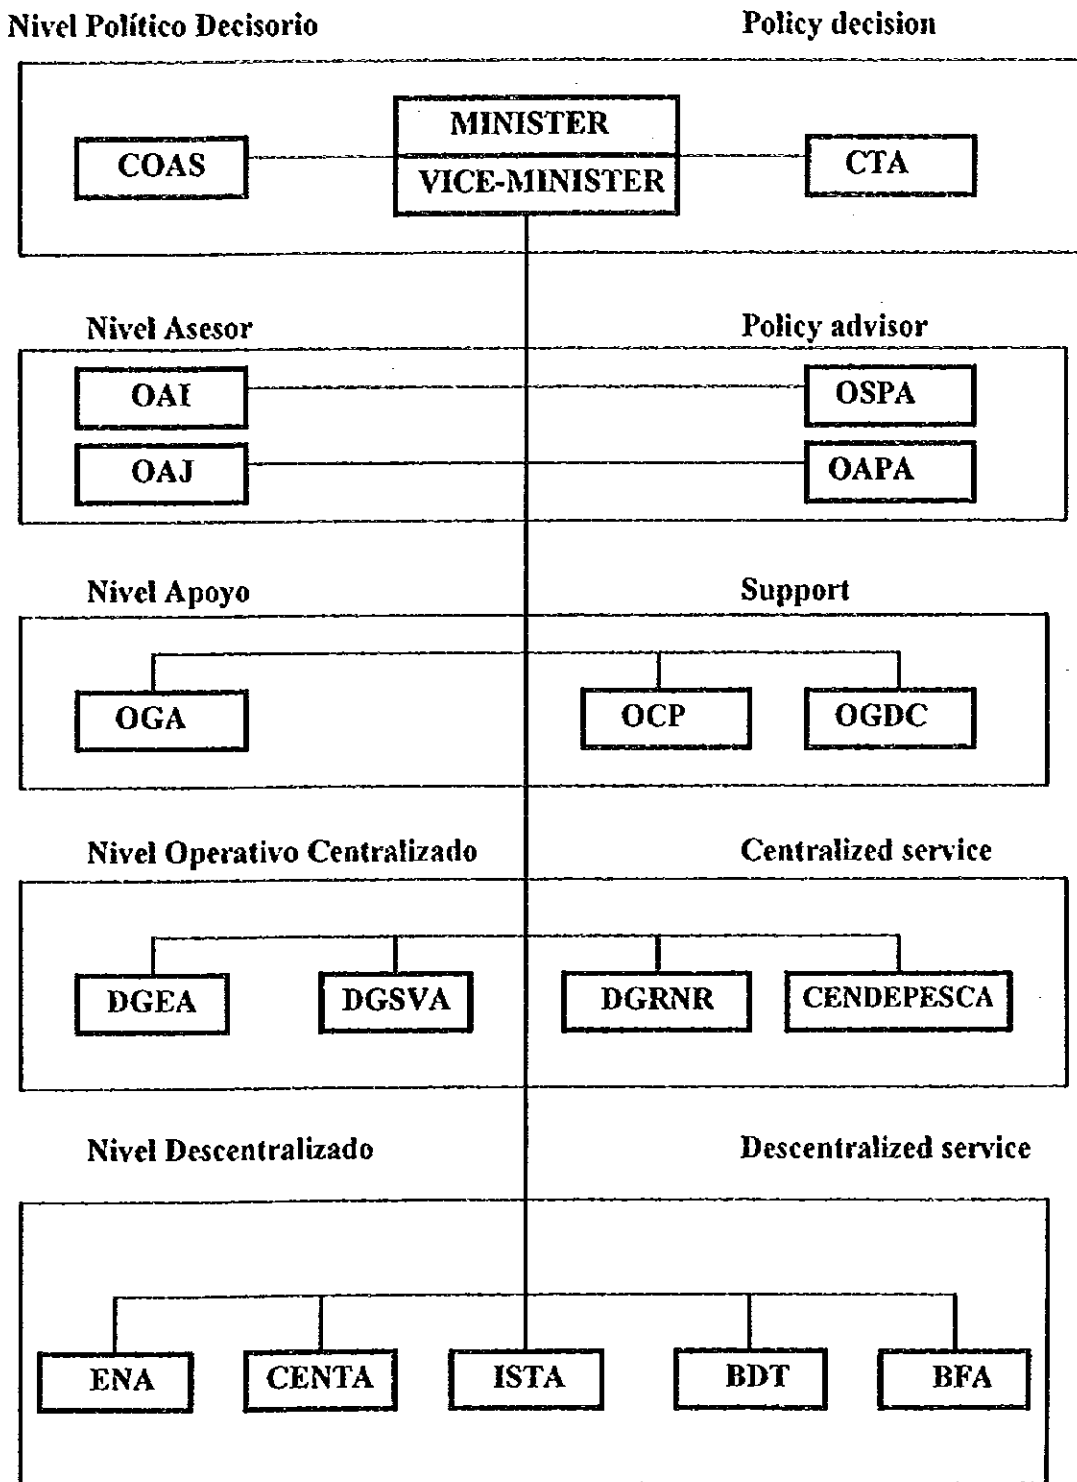 Nivel Político Decisorio Policy decision
MINISTER
COAS CTA
VICE-MINISTER
Nivel Asesor Policy advisor
OAI OSPA
OAJ OAPA
Nivel Apoyo Support
OGA OCP OGDC
Nivel Operativo Centralizado Centralized service
DGEA DGSVA DGRNR CENDEPESCA
Nivel Descentralizado Descentralized service
ENA CENTA ISTA BDT BFA